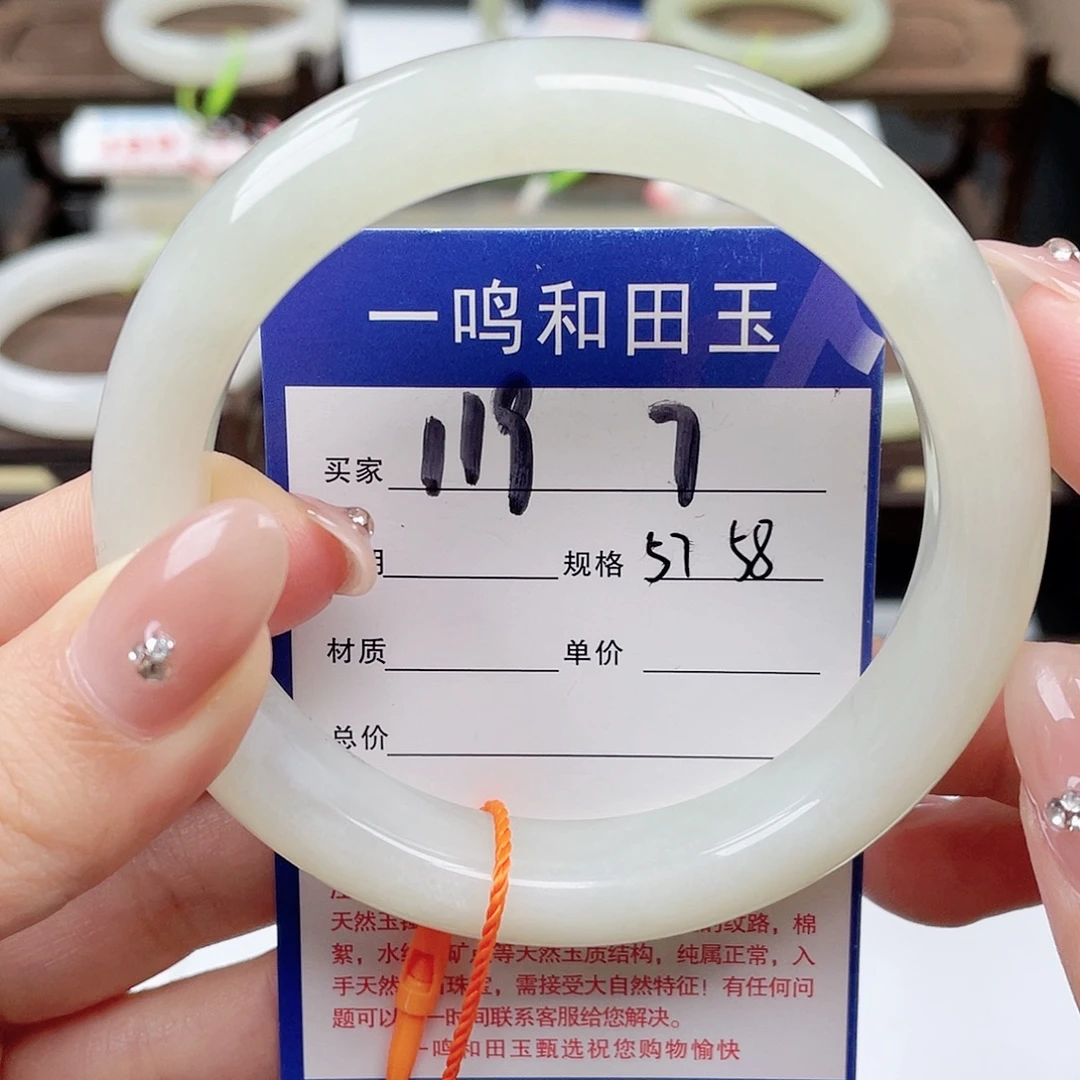 一鸣和田玉
买家 119 7
规格 57 58
材质 单价
总价
天然玉 纹路，棉
絮，水 矿 等天然玉质结构，纯属正常，入
手天然 珠宝，需接受大自然特征！有任何问
题可以 一时间联系客服给您解决。
一鸣和田玉甄选祝您购物愉快